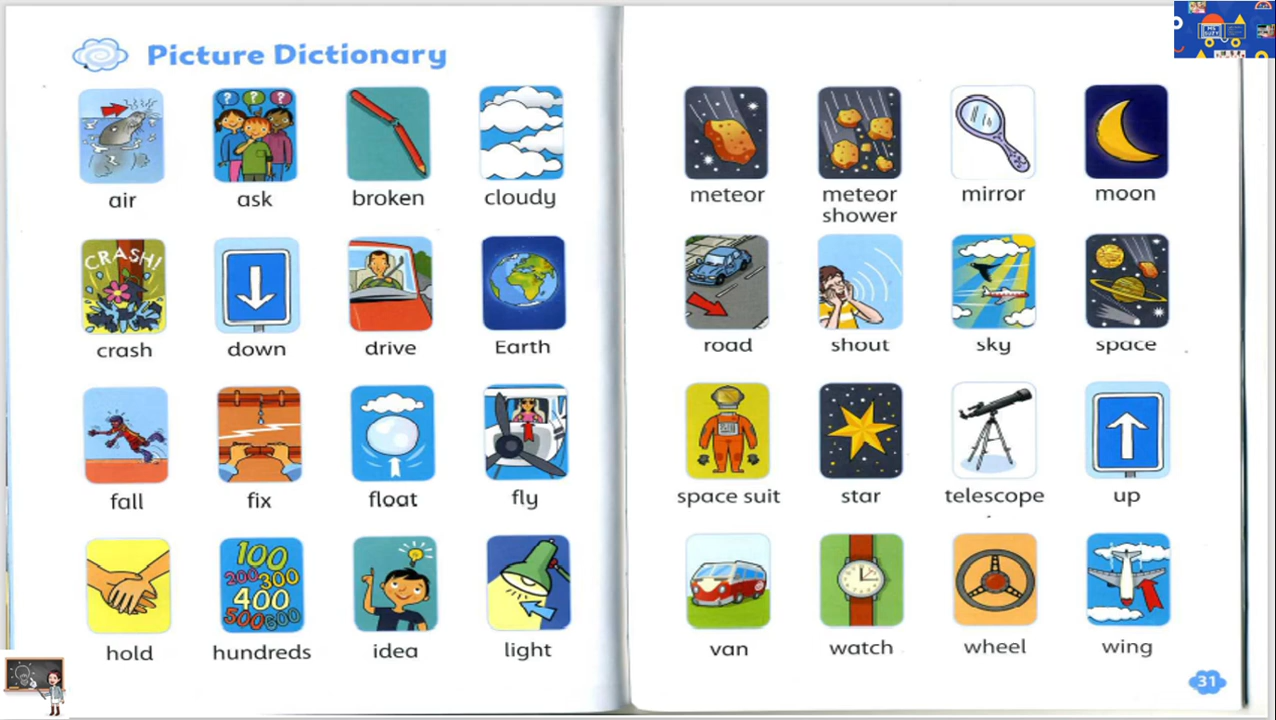 Picture Dictionary
air
ask
broken
cloudy
CRASH!
crash
down
drive
Earth
fall
fix
float
fly
100
200 300
400
500 600
hold
hundreds
idea
light
meteor
meteor
shower
mirror
moon
road
shout
sky
space
space suit
star
telescope
up
van
watch
wheel
wing
31